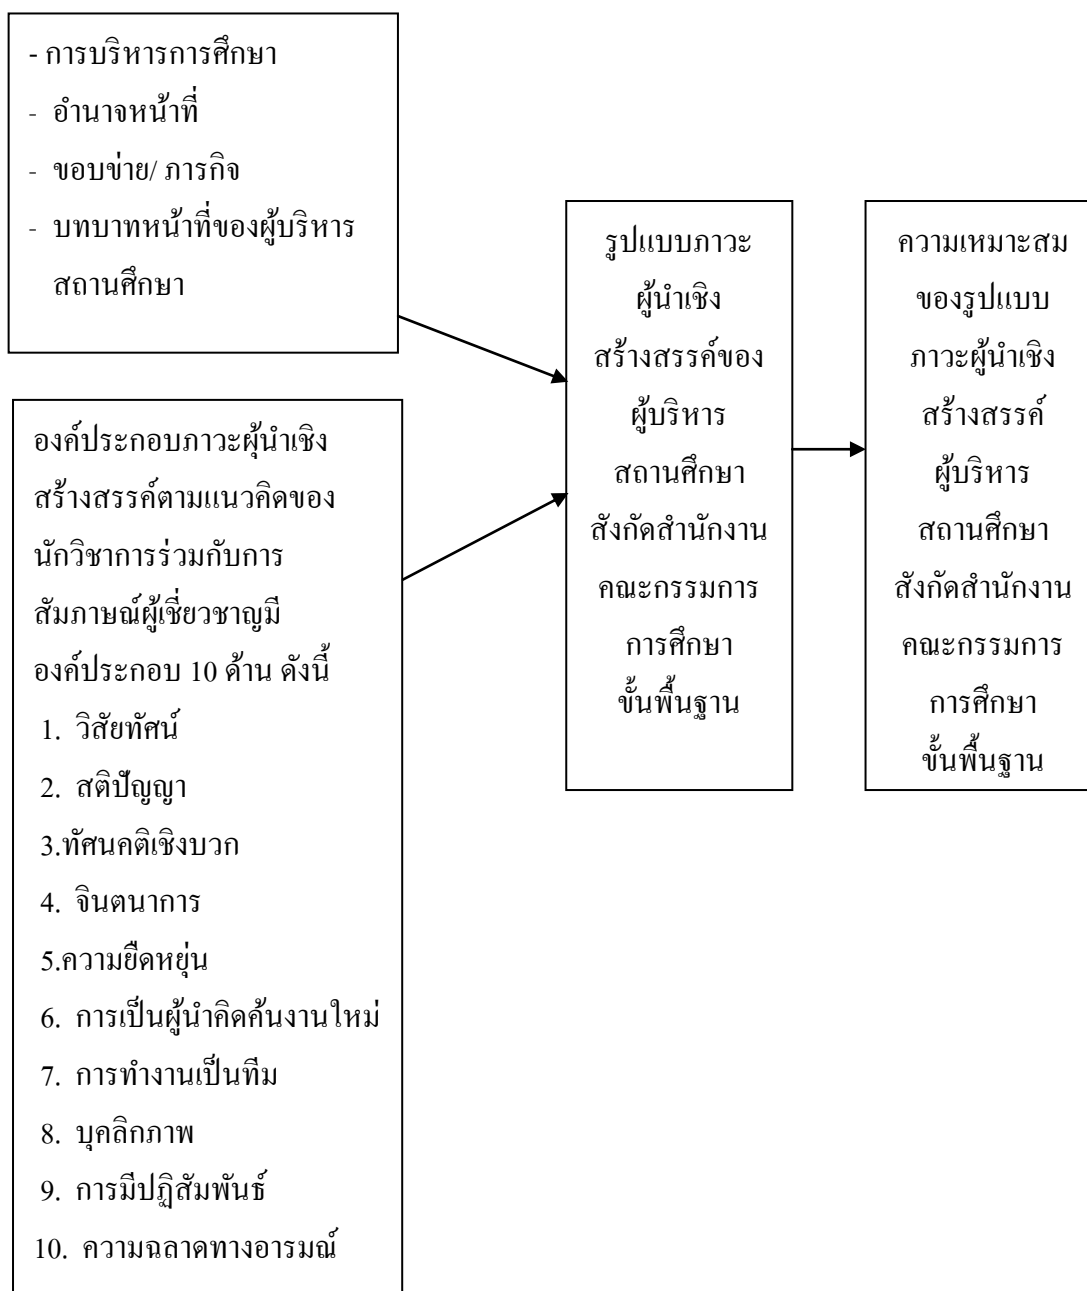 - การบริหารการศึกษา
- อำนาจหน้าที่
- ขอบข่าย/ ภารกิจ
- บทบาทหน้าที่ของผู้บริหาร
สถานศึกษา
องค์ประกอบภาวะผุ้นำเชิง
สร้างสรรค์ตามแนวคิดของ
นักวิชาการร่วมกับการ
สัมภาษณ์ผู้เชี่ยวชาญมี
องค์ประกอบ 10 ด้าน ดังนี้
1. วิสัยทัศน์
2. สติปัญญา
3.ทัศนคติเชิงบวก
4. จินตนาการ
5.ความยืดหยุ่น
6. การเป็นผู้นำคิดค้นงานใหม่
7. การทำงานเป็นทีม
8. บุคลิกภาพ
9. การมีปฏิสัมพันธ์
10. ความฉลาดทางอารมณ์
รูปแบบภาวะ
ผู้นำเชิง
สร้างสรรค์ของ
ผู้บริหาร
สถานศึกษา
สังกัดสำนักงาน
คณะกรรมการ
การศึกษา
ขั้นพื้นฐาน
ความเหมาะสม
ของรูปแบบ
ภาวะผู้นำเชิง
สร้างสรรค์
ผู้บริหาร
สถานศึกษา
สังกัดสำนักงาน
คณะกรรมการ
การศึกษา
ขั้นพื้นฐาน